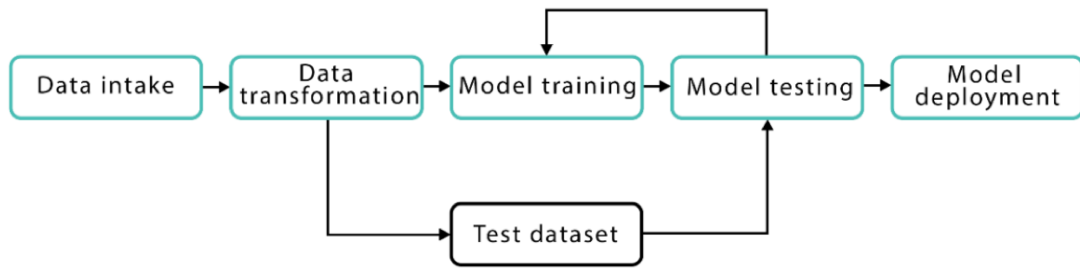 Data intake
Data
transformation
Model training
Model testing
Model
deployment
Test dataset